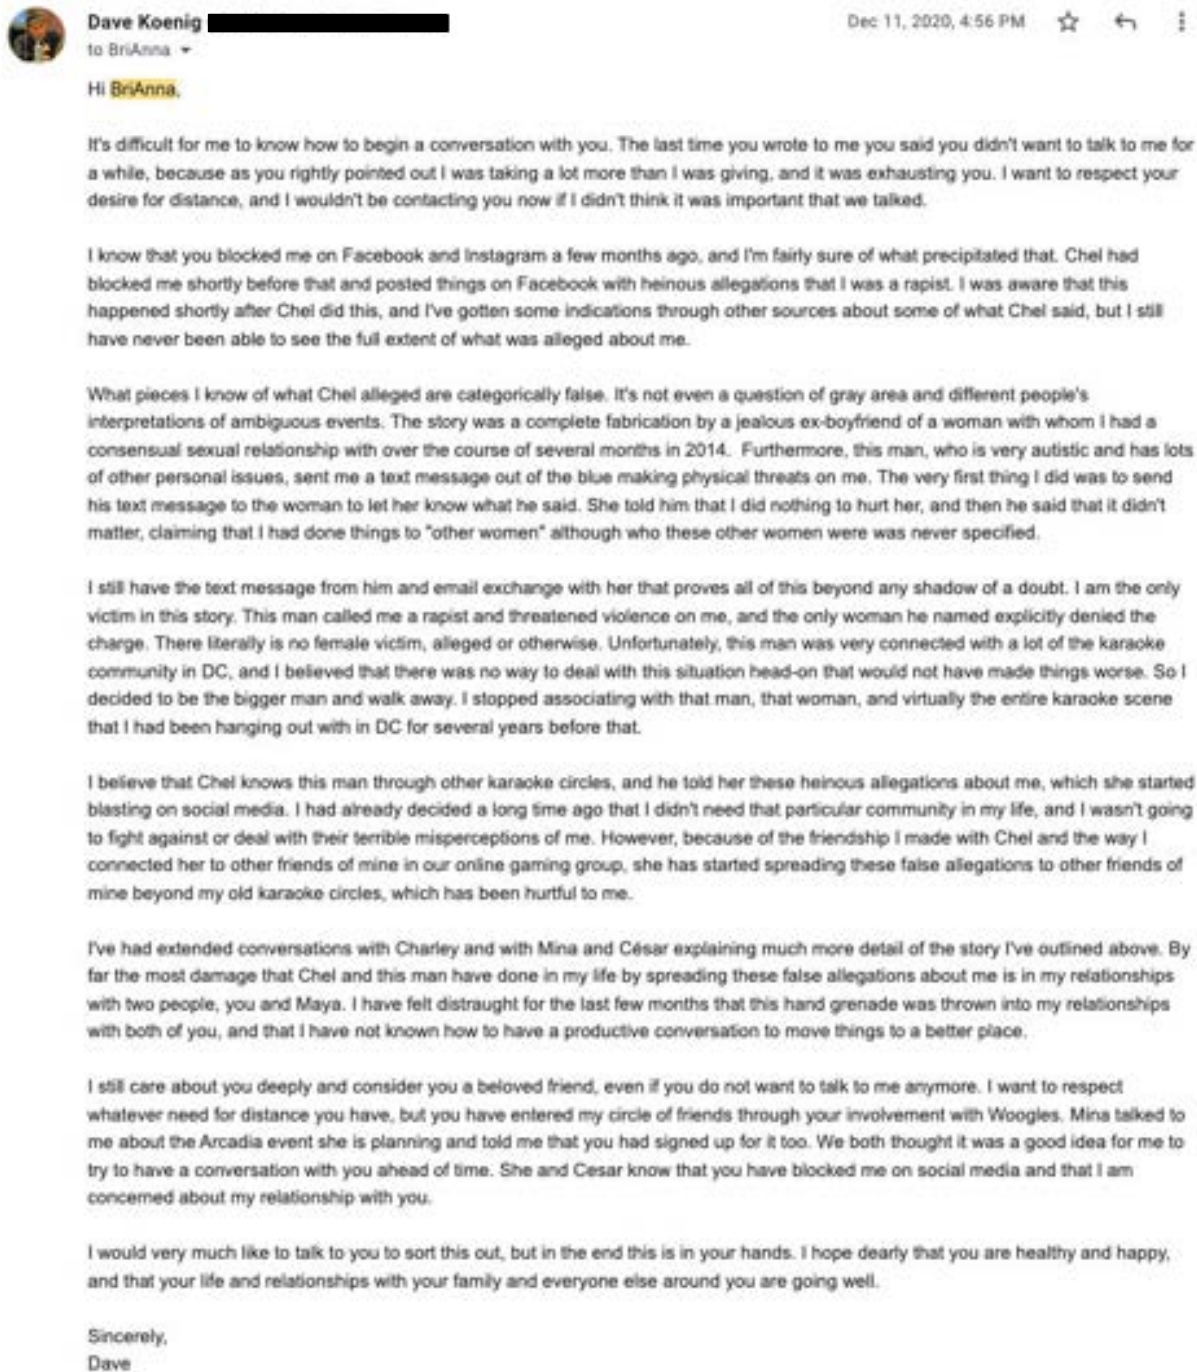 Dave Koenig
Dec 11, 2020, 4:56 PM
to BriAnna
Hi BriAnna,
It's difficult for me to know how to begin a conversation with you. The last time you wrote to me you said you didn't want to talk to me for
a while, because as you rightly pointed out I was taking a lot more than I was giving, and it was exhausting you. I want to respect your
desire for distance, and I wouldn't be contacting you now if I didn't think it was important that we talked.
I know that you blocked me on Facebook and Instagram a few months ago, and I'm fairly sure of what precipitated that. Chel had
blocked me shortly before that and posted things on Facebook with heinous allegations that I was a rapist. I was aware that this
happened shortly after Chel did this, and I've gotten some indications through other sources about some of what Chel said, but I still
have never been able to see the full extent of what was alleged about me.
What pieces I know of what Chel alleged are categorically false. It's not even a question of gray area and different people's
interpretations of ambiguous events. The story was a complete fabrication by a jealous ex-boyfriend of a woman with whom I had a
consensual sexual relationship with over the course of several months in 2014. Furthermore, this man, who is very autistic and has lots
of other personal issues, sent me a text message out of the blue making physical threats on me. The very first thing I did was to send
his text message to the woman to let her know what he said. She told him that I did nothing to hurt her, and then he said that it didn't
matter, claiming that I had done things to "other women" although who these other women were was never specified.
I still have the text message from him and email exchange with her that proves all of this beyond any shadow of a doubt. I am the only
victim in this story. This man called me a rapist and threatened violence on me, and the only woman he named explicitly denied the
charge. There literally is no female victim, alleged or otherwise. Unfortunately, this man was very connected with a lot of the karaoke
community in DC, and I believed that there was no way to deal with this situation head-on that would not have made things worse. So I
decided to be the bigger man and walk away. I stopped associating with that man, that woman, and virtually the entire karaoke scene
that I had been hanging out with in DC for several years before that.
I believe that Chel knows this man through other karaoke circles, and he told her these heinous allegations about me, which she started
blasting on social media. I had already decided a long time ago that I didn't need that particular community in my life, and I wasn't going
to fight against or deal with their terrible misperceptions of me. However, because of the friendship I made with Chel and the way I
connected her to other friends of mine in our online gaming group, she has started spreading these false allegations to other friends of
mine beyond my old karaoke circles, which has been hurtful to me.
I've had extended conversations with Charley and with Mina and César explaining much more detail of the story I've outlined above. By
far the most damage that Chel and this man have done in my life by spreading these false allegations about me is in my relationships
with two people, you and Maya. I have felt distraught for the last few months that this hand grenade was thrown into my relationships
with both of you, and that I have not known how to have a productive conversation to move things to a better place.
I still care about you deeply and consider you a beloved friend, even if you do not want to talk to me anymore. I want to respect
whatever need for distance you have, but you have entered my circle of friends through your involvement with Woogles. Mina talked to
me about the Arcadia event she is planning and told me that you had signed up for it too. We both thought it was a good idea for me to
try to have a conversation with you ahead of time. She and Cesar know that you have blocked me on social media and that I am
concerned about my relationship with you.
I would very much like to talk to you to sort this out, but in the end this is in your hands. I hope dearly that you are healthy and happy,
and that your life and relationships with your family and everyone else around you are going well.
Sincerely,
Dave